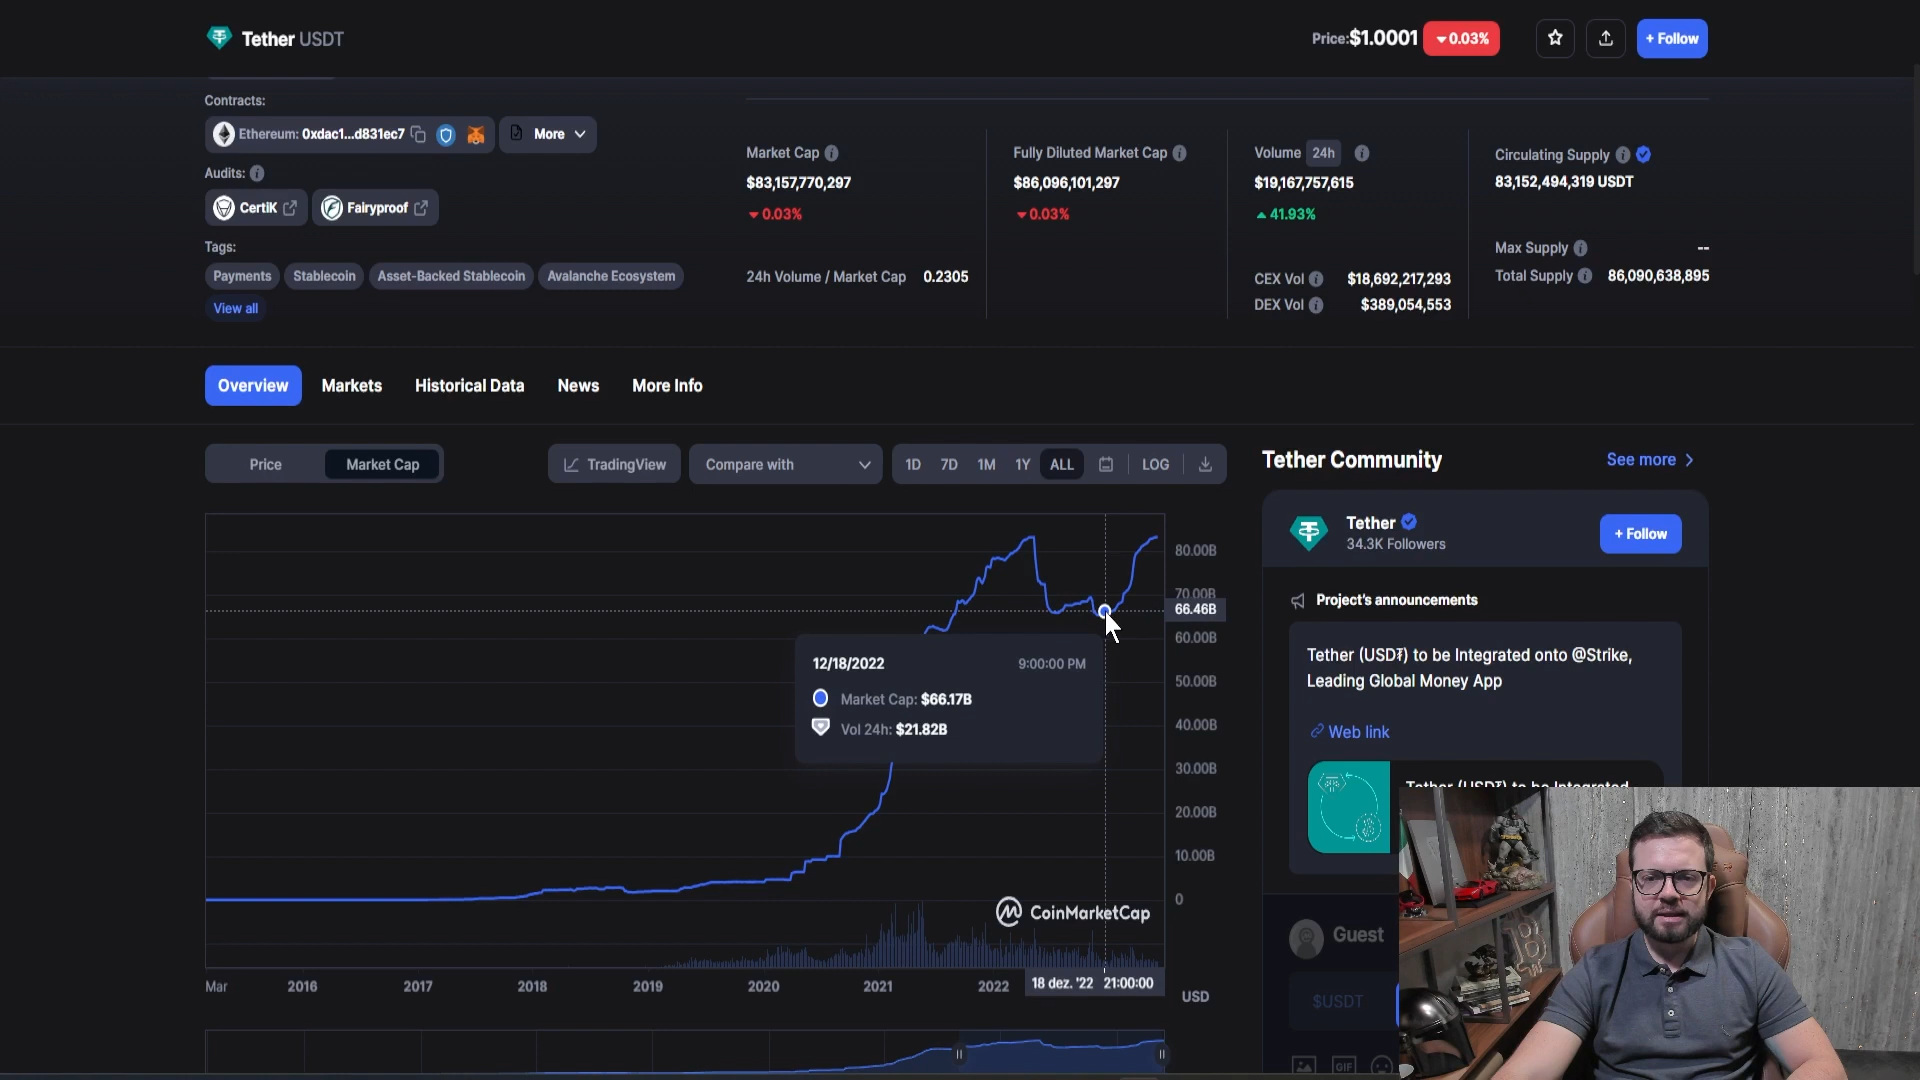 Tether USDT
Price:$1.0001 0.03%
+ Follow
Contracts:
Ethereum: 0xdac1...d831ec7
More
Audits:
CertiK
Fairyproof
Tags:
Payments
Stablecoin
Asset-Backed Stablecoin
Avalanche Ecosystem
View all
Market Cap
$83,157,770,297
0.03%
24h Volume / Market Cap 0.2305
Fully Diluted Market Cap
$86,096,101,297
0.03%
Volume 24h
$19,167,757,615
41.93%
CEX Vol $18,692,217,293
DEX Vol $389,054,553
Circulating Supply
83,152,494,319 USDT
Max Supply --
Total Supply 86,090,638,895
Overview
Markets
Historical Data
News
More Info
Price
Market Cap
TradingView
Compare with
1D
7D
1M
1Y
ALL
LOG
80.00B
70.00B
66.46B
60.00B
50.00B
40.00B
30.00B
20.00B
10.00B
0
12/18/2022 9:00:00 PM
Market Cap: $66.17B
Vol 24h: $21.82B
CoinMarketCap
Mar
2016
2017
2018
2019
2020
2021
2022
18 dez. '22 21:00:00
USD
Tether Community
See more
Tether
34.3K Followers
+ Follow
Project's announcements
Tether (USD₮) to be Integrated onto @Strike,
Leading Global Money App
Web link
Tether (USD₮) to be Integrated
Guest
$USDT
GIF